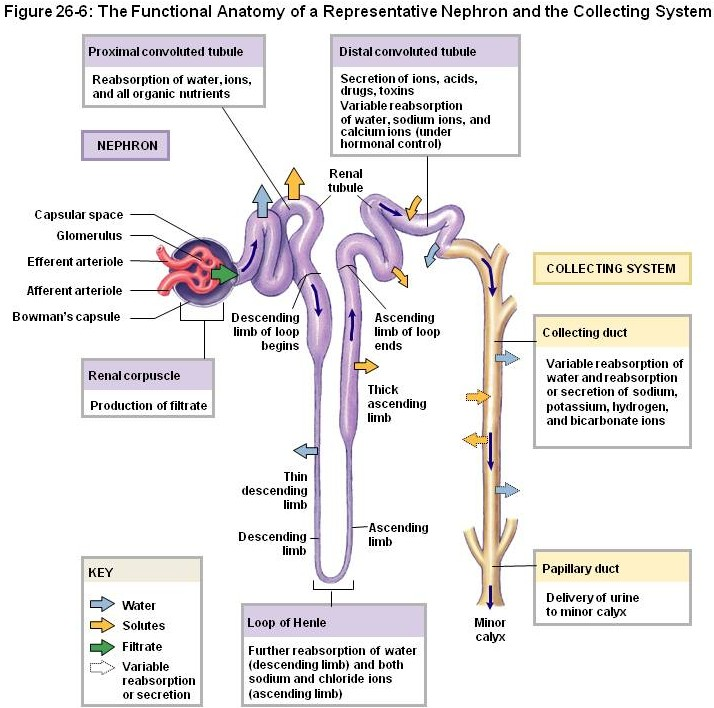 Figure 26-6: The Functional Anatomy of a Representative Nephron and the Collecting System
Proximal convoluted tubule
Reabsorption of water, ions,
and all organic nutrients
Distal convoluted tubule
Secretion of ions, acids,
drugs, toxins
Variable reabsorption
of water, sodium ions, and
calcium ions (under
hormonal control)
NEPHRON
Renal
tubule
Capsular space
Glomerulus
Efferent arteriole
Afferent arteriole
Bowman's capsule
Descending
limb of loop
begins
Ascending
limb of loop
ends
COLLECTING SYSTEM
Collecting duct
Variable reabsorption of
water and reabsorption
or secretion of sodium,
potassium, hydrogen,
and bicarbonate ions
Renal corpuscle
Production of filtrate
Thick
ascending
limb
Thin
descending
limb
Descending
limb
Ascending
limb
KEY
Water
Solutes
Filtrate
Variable
reabsorption
or secretion
Loop of Henle
Further reabsorption of water
(descending limb) and both
sodium and chloride ions
(ascending limb)
Papillary duct
Delivery of urine
to minor calyx
Minor
calyx